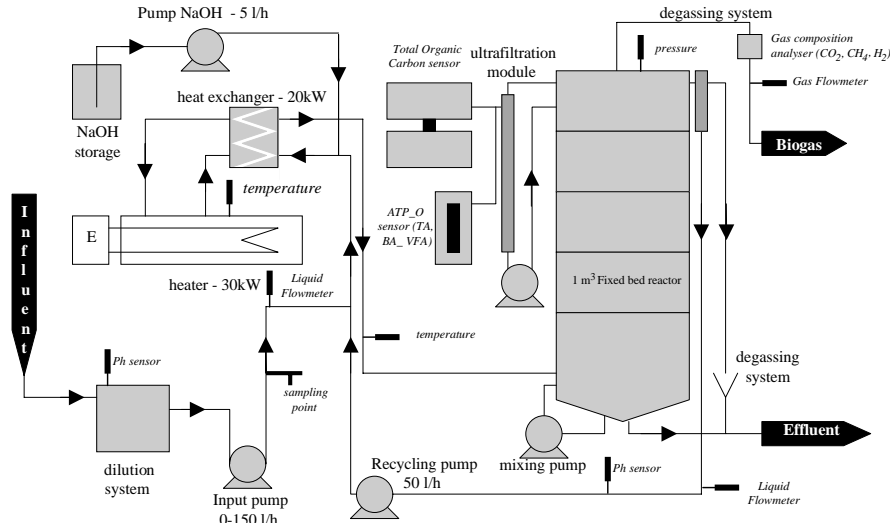 Pump NaOH - 5 l/h
degassing system
Gas composition
analyser (CO2, CH4, H2)
Total Organic
Carbon sensor
ultrafiltration
module
pressure
Gas Flowmeter
heat exchanger - 20kW
NaOH
storage
Biogas
temperature
Influent
E
ATP_O
sensor (TA,
BA_ VFA)
1 m3 Fixed bed reactor
heater - 30kW
Liquid
Flowmeter
temperature
Ph sensor
sampling
point
degassing
system
Effluent
dilution
system
Input pump
0-150 l/h
Recycling pump
50 l/h
mixing pump
Ph sensor
Liquid
Flowmeter